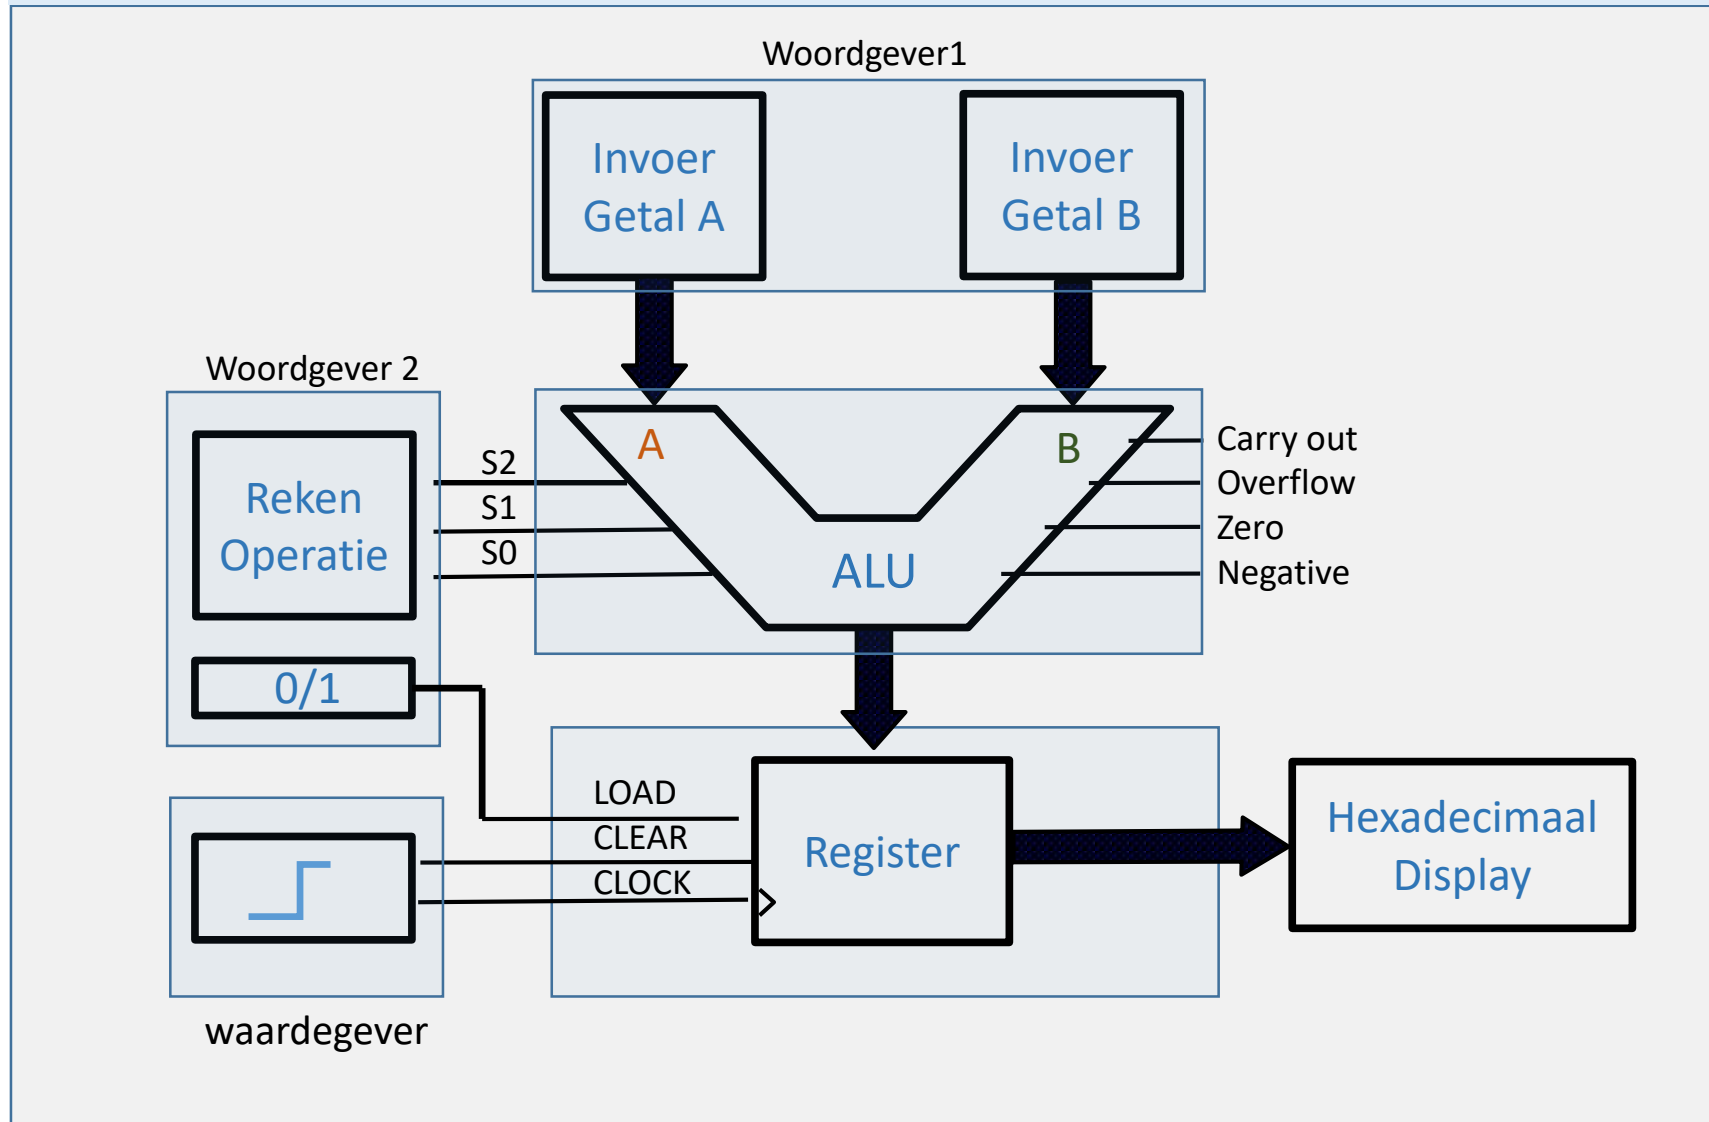 Woordgever1
Invoer
Getal A
Invoer
Getal B
Woordgever 2
Reken
Operatie
S2
S1
S0
A
B
ALU
Carry out
Overflow
Zero
Negative
0/1
LOAD
CLEAR
CLOCK
Register
Hexadecimaal
Display
waardegever